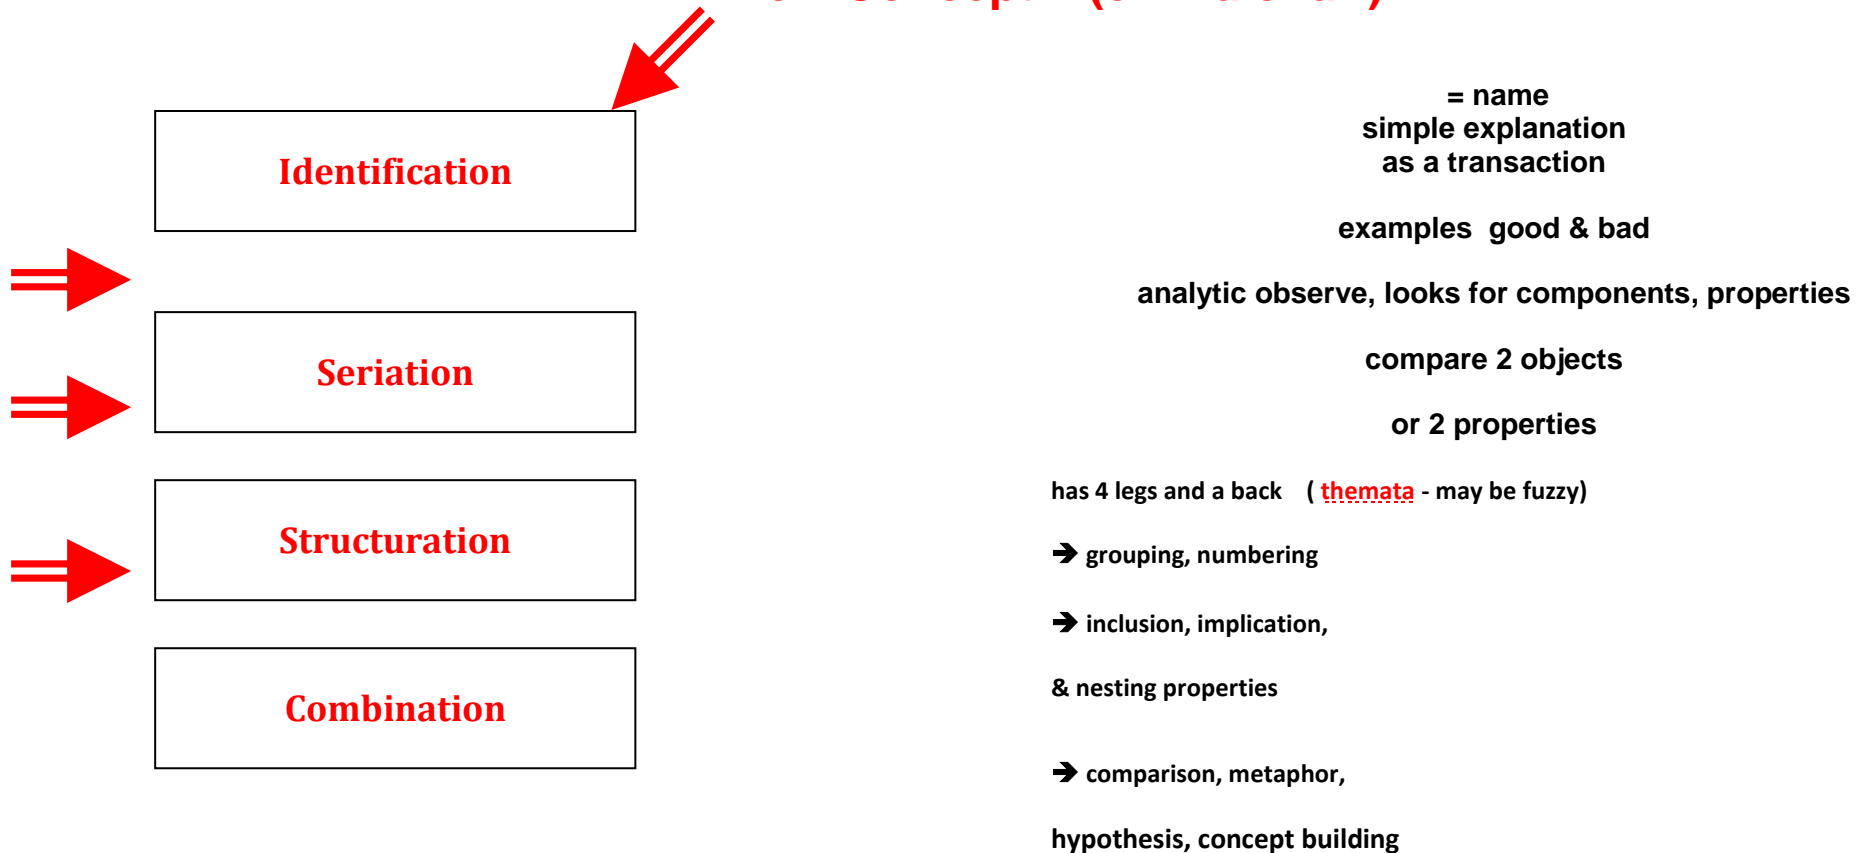 Identification
Seriation
Structuration
Combination
= name
simple explanation
as a transaction
examples good & bad
analytic observe, looks for components, properties
compare 2 objects
or 2 properties
has 4 legs and a back ( themata - may be fuzzy)
➔ grouping, numbering
➔ inclusion, implication,
& nesting properties
➔ comparison, metaphor,
hypothesis, concept building